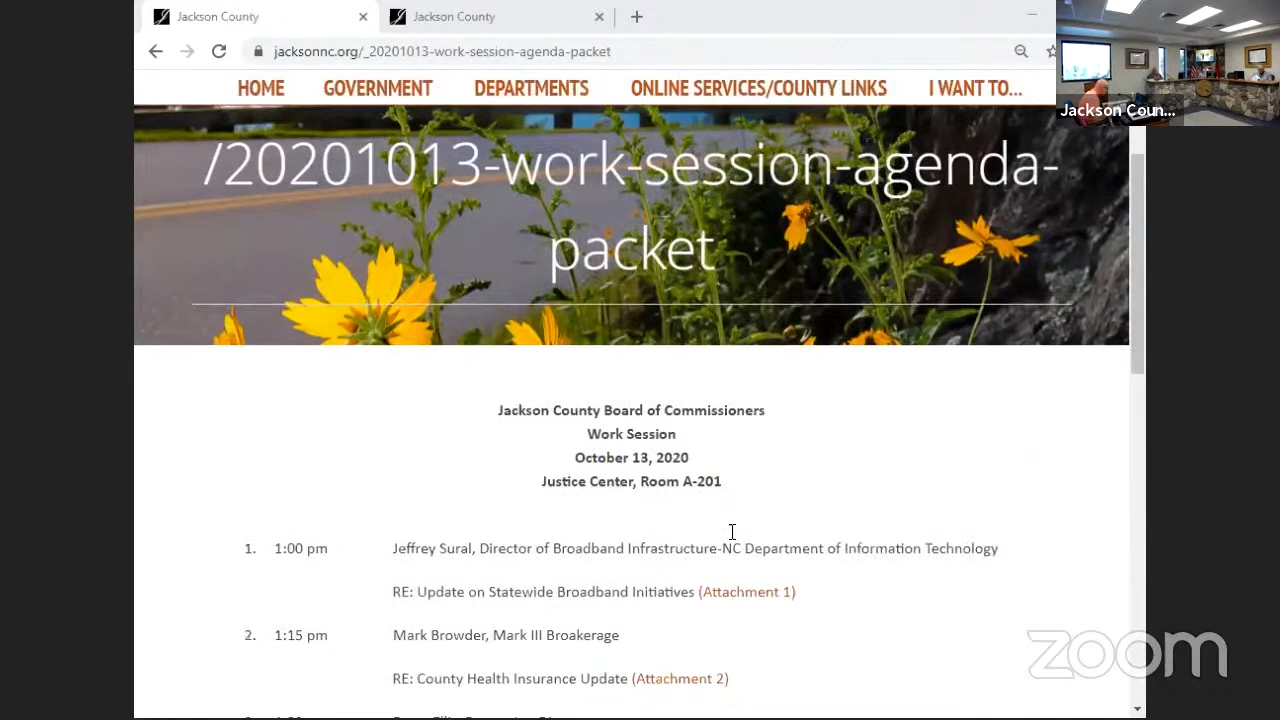 Jackson County
Jackson County
jacksonnc.org/_20201013-work-session-agenda-packet
HOME GOVERNMENT DEPARTMENTS ONLINE SERVICES/COUNTY LINKS I WANT TO...
Jackson Coun...
/20201013-work-session-agenda-
packet
Jackson County Board of Commissioners
Work Session
October 13, 2020
Justice Center, Room A-201
1. 1:00 pm Jeffrey Sural, Director of Broadband Infrastructure-NC Department of Information Technology
RE: Update on Statewide Broadband Initiatives (Attachment 1)
2. 1:15 pm Mark Browder, Mark III Broakerage
RE: County Health Insurance Update (Attachment 2)
zoom